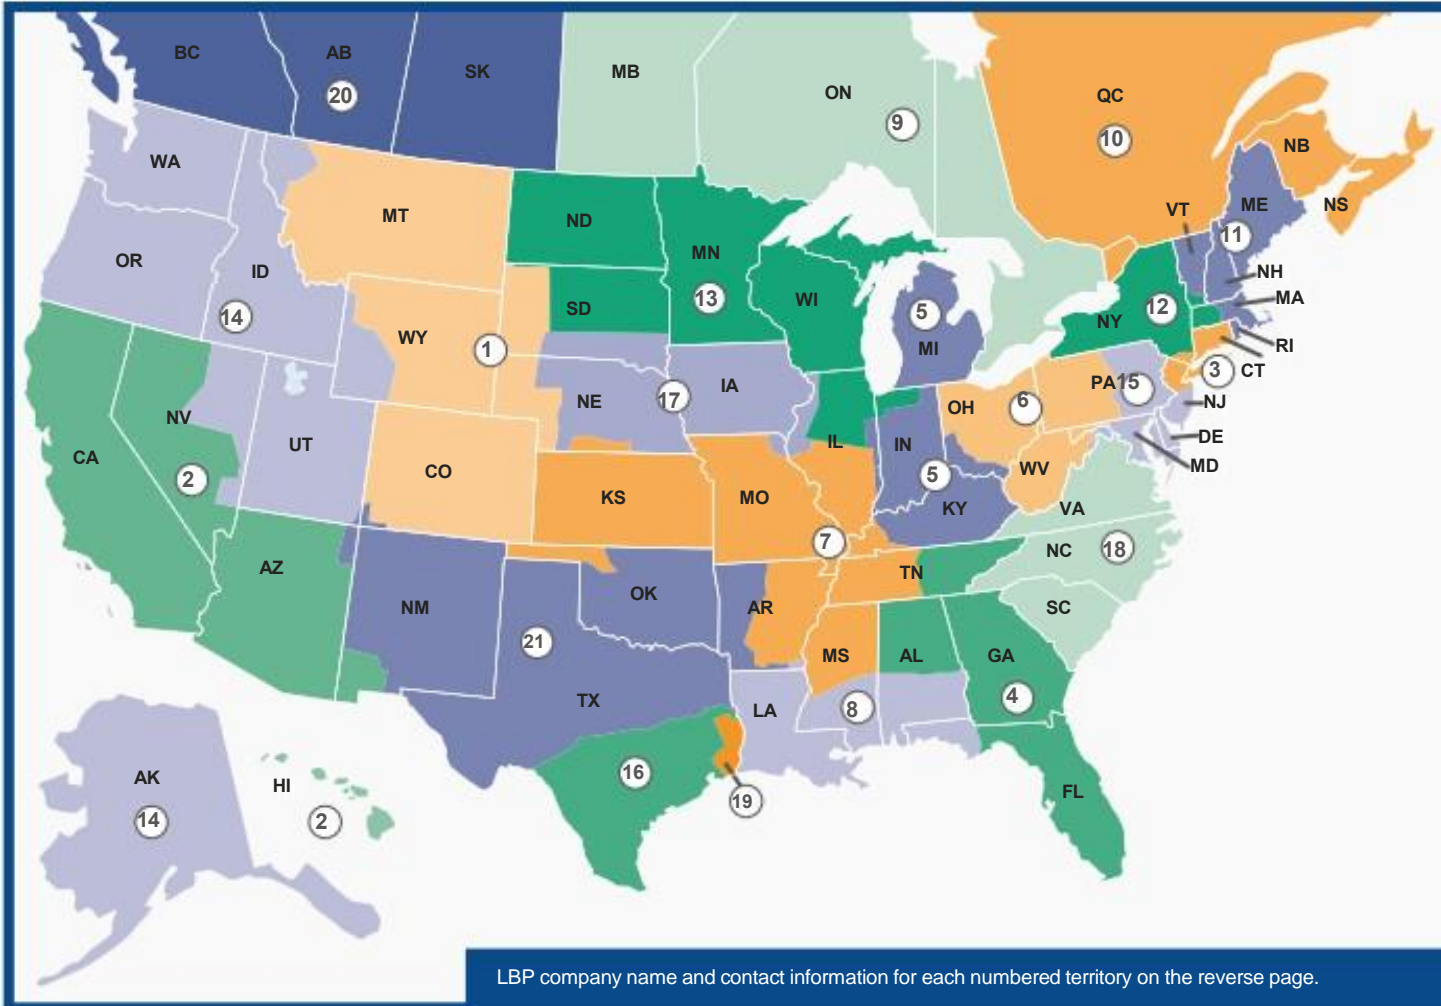 BC
AB
20
SK
MB
ON
9
QC
10
NB
NS
WA
MT
ND
MN
13
VT
ME
11
OR
ID
14
WY
1
SD
WI
5
MI
NY
12
NH
MA
RI
CT
3
NV
2
UT
NE
17
IA
IL
IN
5
OH
6
PA
15
NJ
DE
MD
CA
CO
KS
MO
7
KY
WV
VA
AZ
NM
OK
AR
TN
NC
18
SC
21
TX
MS
AL
GA
4
LA
8
16
19
FL
AK
14
HI
2
LBP company name and contact information for each numbered territory on the reverse page.